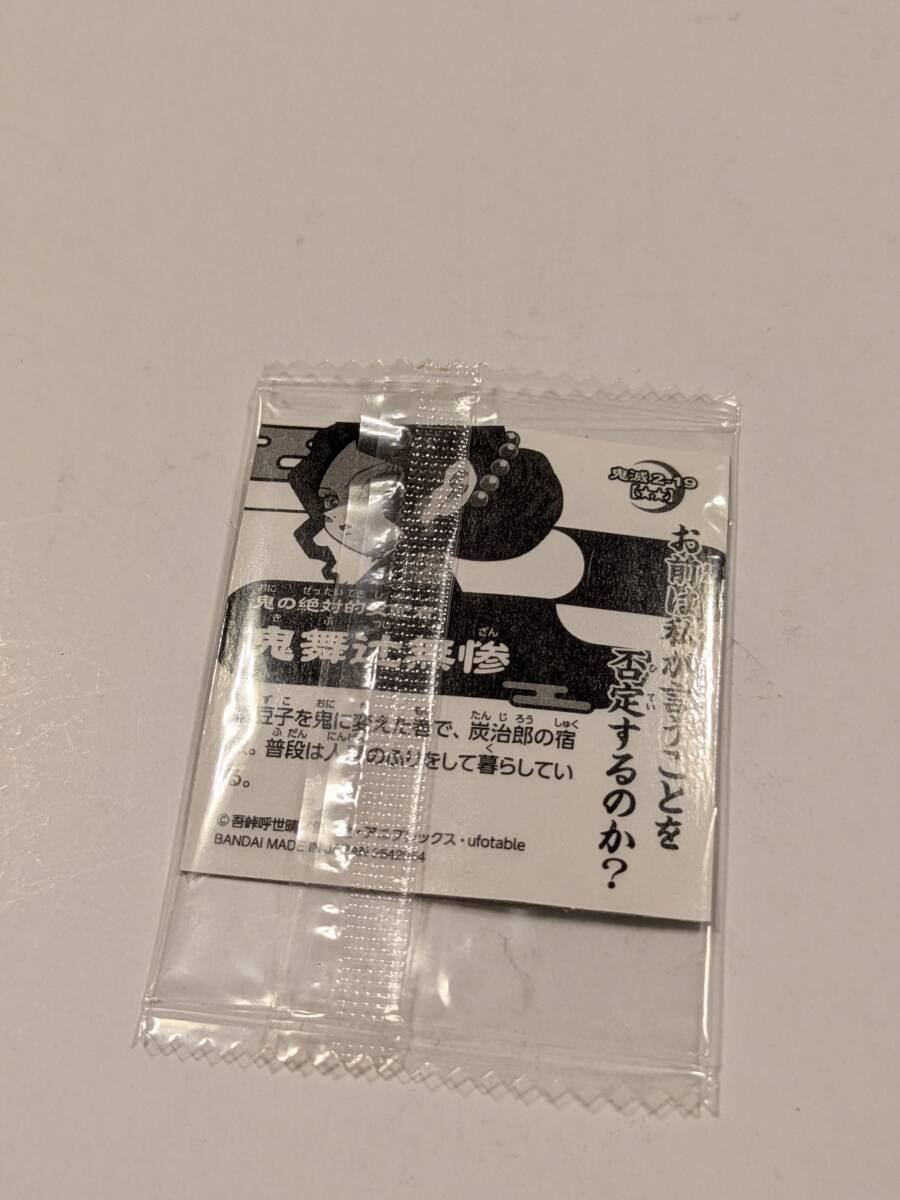 鬼滅 2-19
【★★】
お前は私が言うことを
否定するのか?
鬼の絶対的
鬼舞辻無惨
豆子を鬼に変えた者で、炭治郎の宿
。普段は人のふりをして暮らしてい
る。
©吾峠呼世晴・アニプレックス・ufotable
BANDAI MADE IN JAPAN